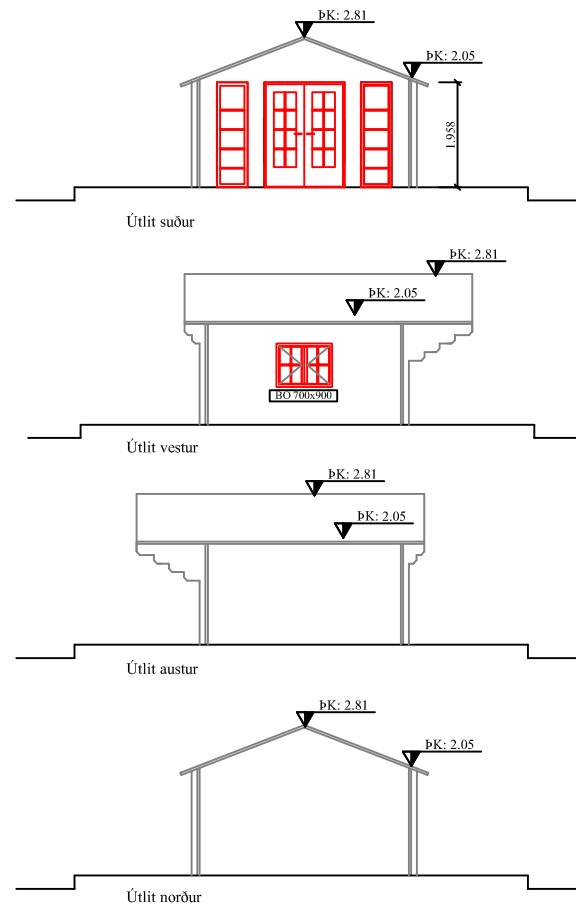 ÞK: 2.81
ÞK: 2.05
1.958
Útlit suður
ÞK: 2.81
ÞK: 2.05
BO 700x900
Útlit vestur
ÞK: 2.81
ÞK: 2.05
Útlit austur
ÞK: 2.81
ÞK: 2.05
Útlit norður